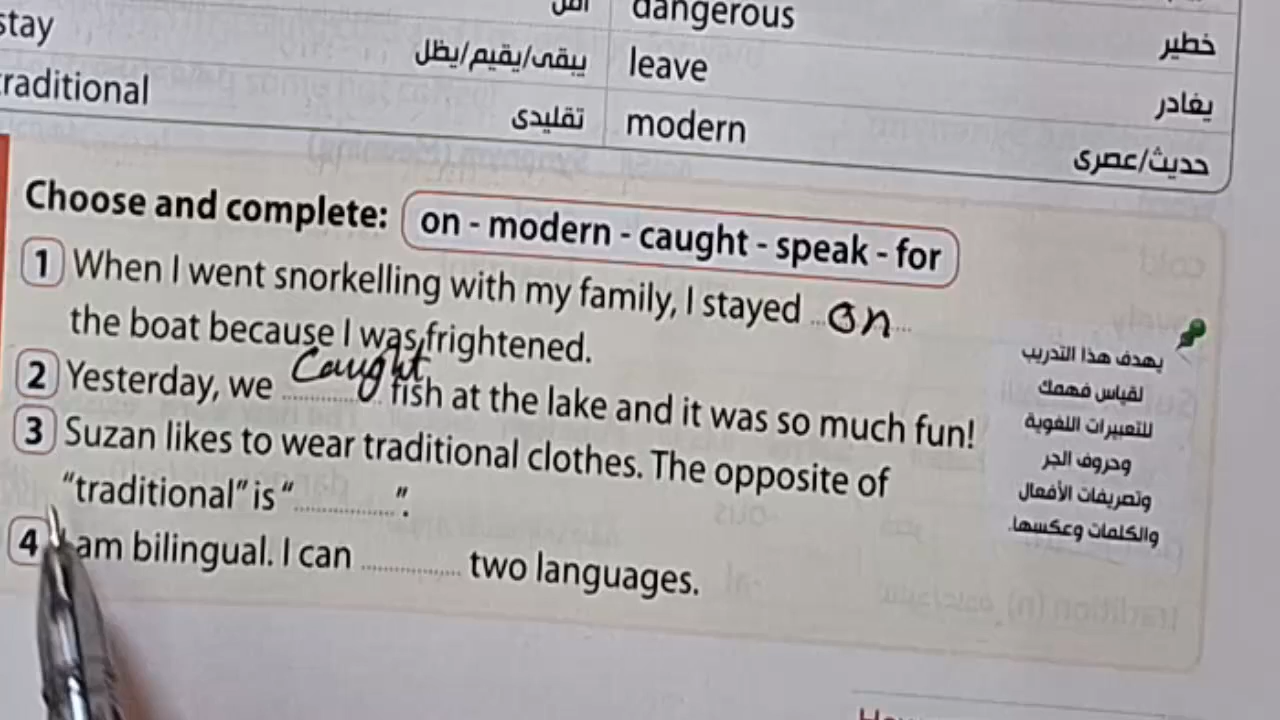 dangerous
خطير
stay
يبقى/يقيم/يظل
leave
يغادر
traditional
تقليدى
modern
حديث/عصرى
Choose and complete: on - modern - caught - speak - for
1 When I went snorkelling with my family, I stayed on
the boat because I was frightened.
2 Yesterday, we Caught fish at the lake and it was so much fun!
3 Suzan likes to wear traditional clothes. The opposite of
"traditional" is "............".
4 I am bilingual. I can ............ two languages.
يهدف هذا التدريب
لقياس فهمك
للتعبيرات اللغوية
وحروف الجر
وتصريفات الأفعال
والكلمات وعكسها.